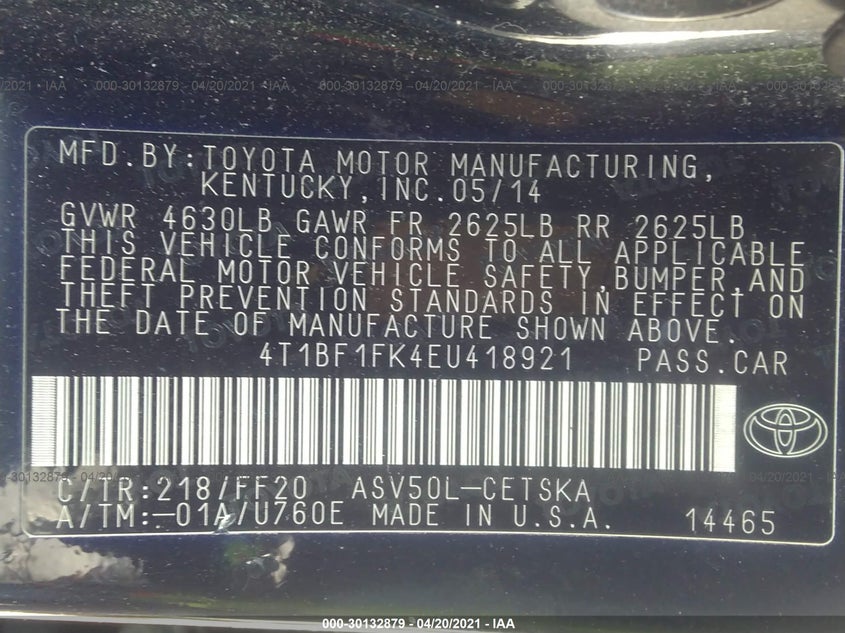 000-30132879 - 04/20/2021 - IAA
MFD.BY:TOYOTA MOTOR MANUFACTURING,
KENTUCKY,INC.05/14
GVWR 4630LB GAWR FR 2625LB RR 2625LB
THIS VEHICLE CONFORMS TO ALL APPLICABLE
FEDERAL MOTOR VEHICLE SAFETY,BUMPER,AND
THEFT PREVENTION STANDARDS IN EFFECT ON
THE DATE OF MANUFACTURE SHOWN ABOVE.
4T1BF1FK4EU418921 PASS.CAR
C/TR:218/FF20 ASV50L-CETSKA
A/TM:-01A/U760E MADE IN U.S.A. 14465
000-30132879 - 04/20/2021 - IAA